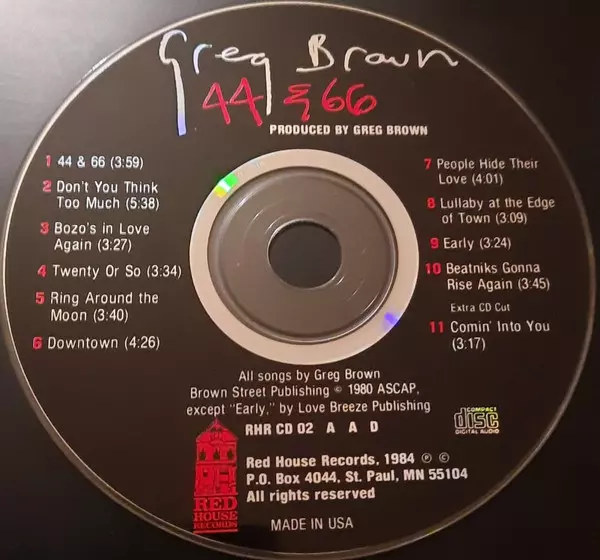 Greg Brown
44 & 66
PRODUCED BY GREG BROWN
1 44 & 66 (3:59)
2 Don't You Think
Too Much (5:38)
3 Bozo's in Love
Again (3:27)
4 Twenty Or So (3:34)
5 Ring Around the
Moon (3:40)
6 Downtown (4:26)
7 People Hide Their
Love (4:01)
8 Lullaby at the Edge
of Town (3:09)
9 Early (3:24)
10 Beatniks Gonna
Rise Again (3:45)
Extra CD Cut
11 Comin' Into You
(3:17)
All songs by Greg Brown
Brown Street Publishing © 1980 ASCAP,
except "Early," by Love Breeze Publishing
RHR CD 02 A A D
COMPACT
disc
DIGITAL AUDIO
RED
HOUSE
RECORDS
Red House Records, 1984 ℗ ©
P.O. Box 4044, St. Paul, MN 55104
All rights reserved
MADE IN USA